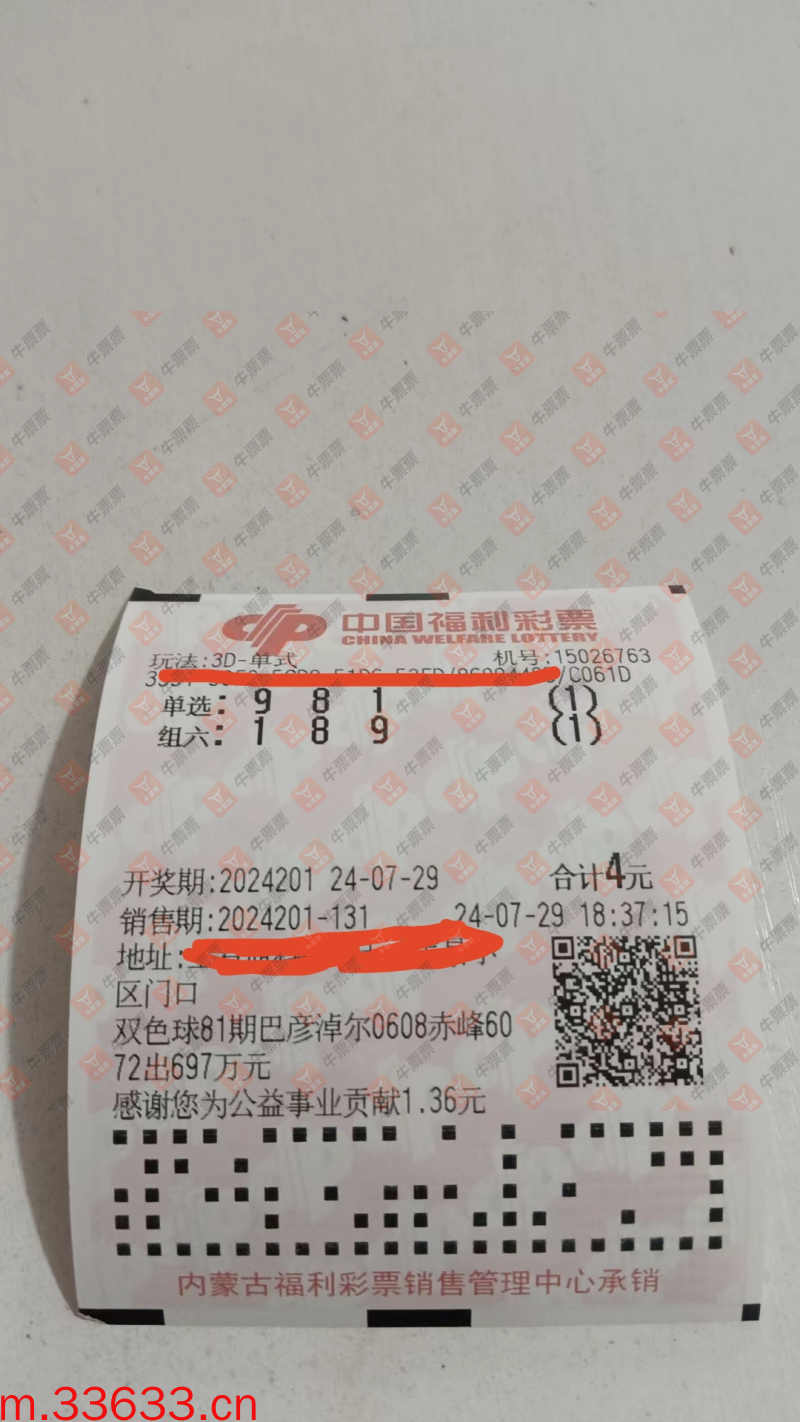 中国福利彩票
CHINA WELFARE LOTTERY
玩法:3D-单式 机号:15026763
/C061D
单选: 9 8 1 (1)
组六: 1 8 9 (1)
开奖期:2024201 24-07-29 合计4元
销售期:2024201-131 24-07-29 18:37:15
地址:
区门口
双色球81期巴彦淖尔0608赤峰60
72出697万元
感谢您为公益事业贡献1.36元
内蒙古福利彩票销售管理中心承销
m.33633.cn